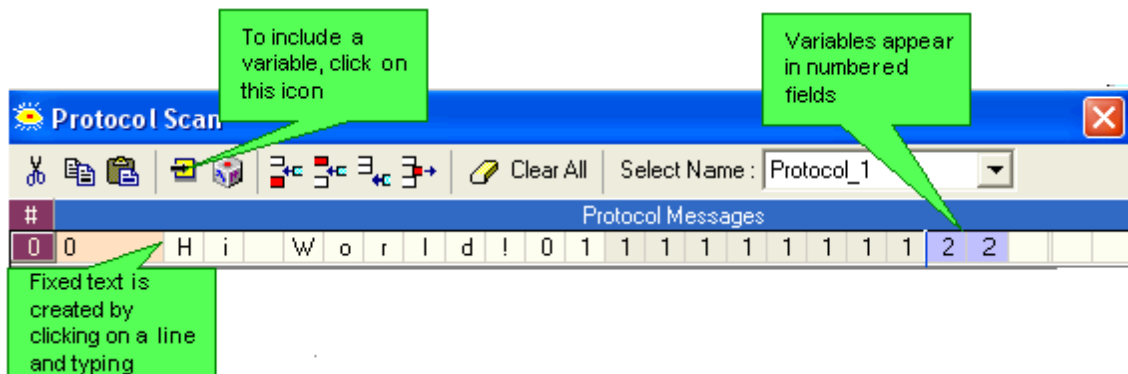 To include a
variable, click on
this icon
Variables appear
in numbered
fields
Protocol Scan
Clear All Select Name : Protocol_1
# Protocol Messages
0 0 H i W o r l d ! 0 1 1 1 1 1 1 1 1 1 2 2
Fixed text is
created by
clicking on a line
and typing